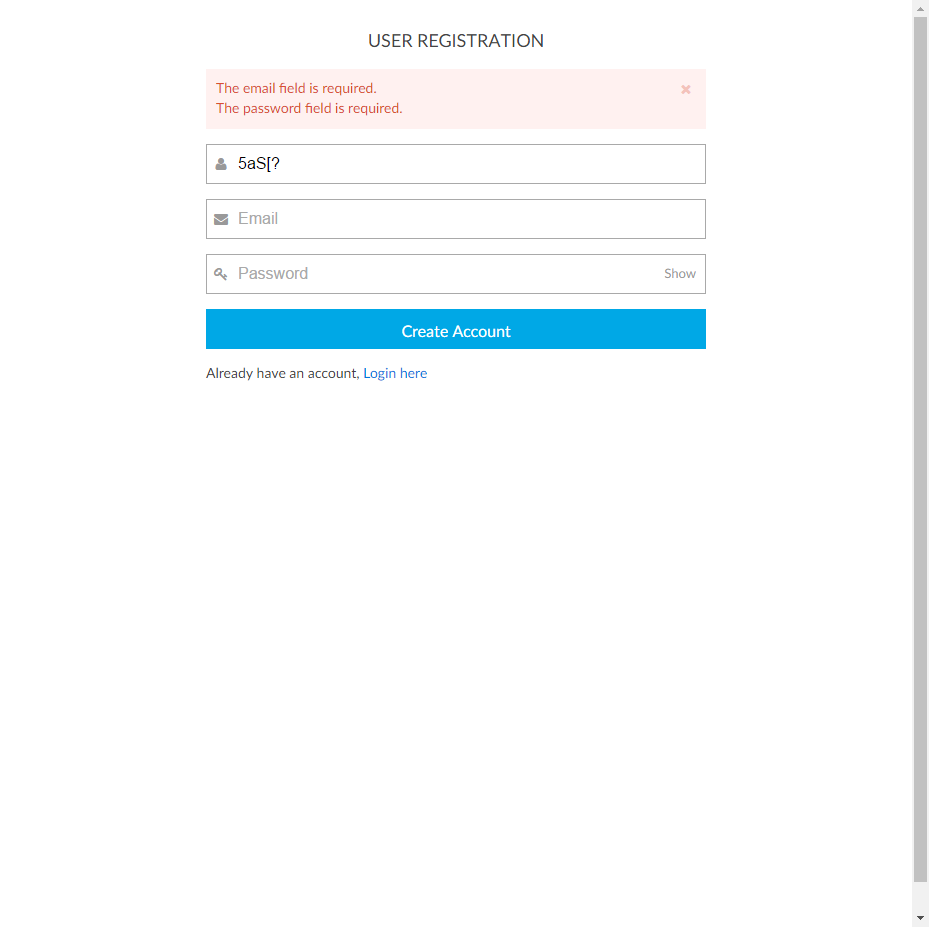 USER REGISTRATION
The email field is required.
The password field is required.
5aS[?
Email
Password Show
Create Account
Already have an account, Login here